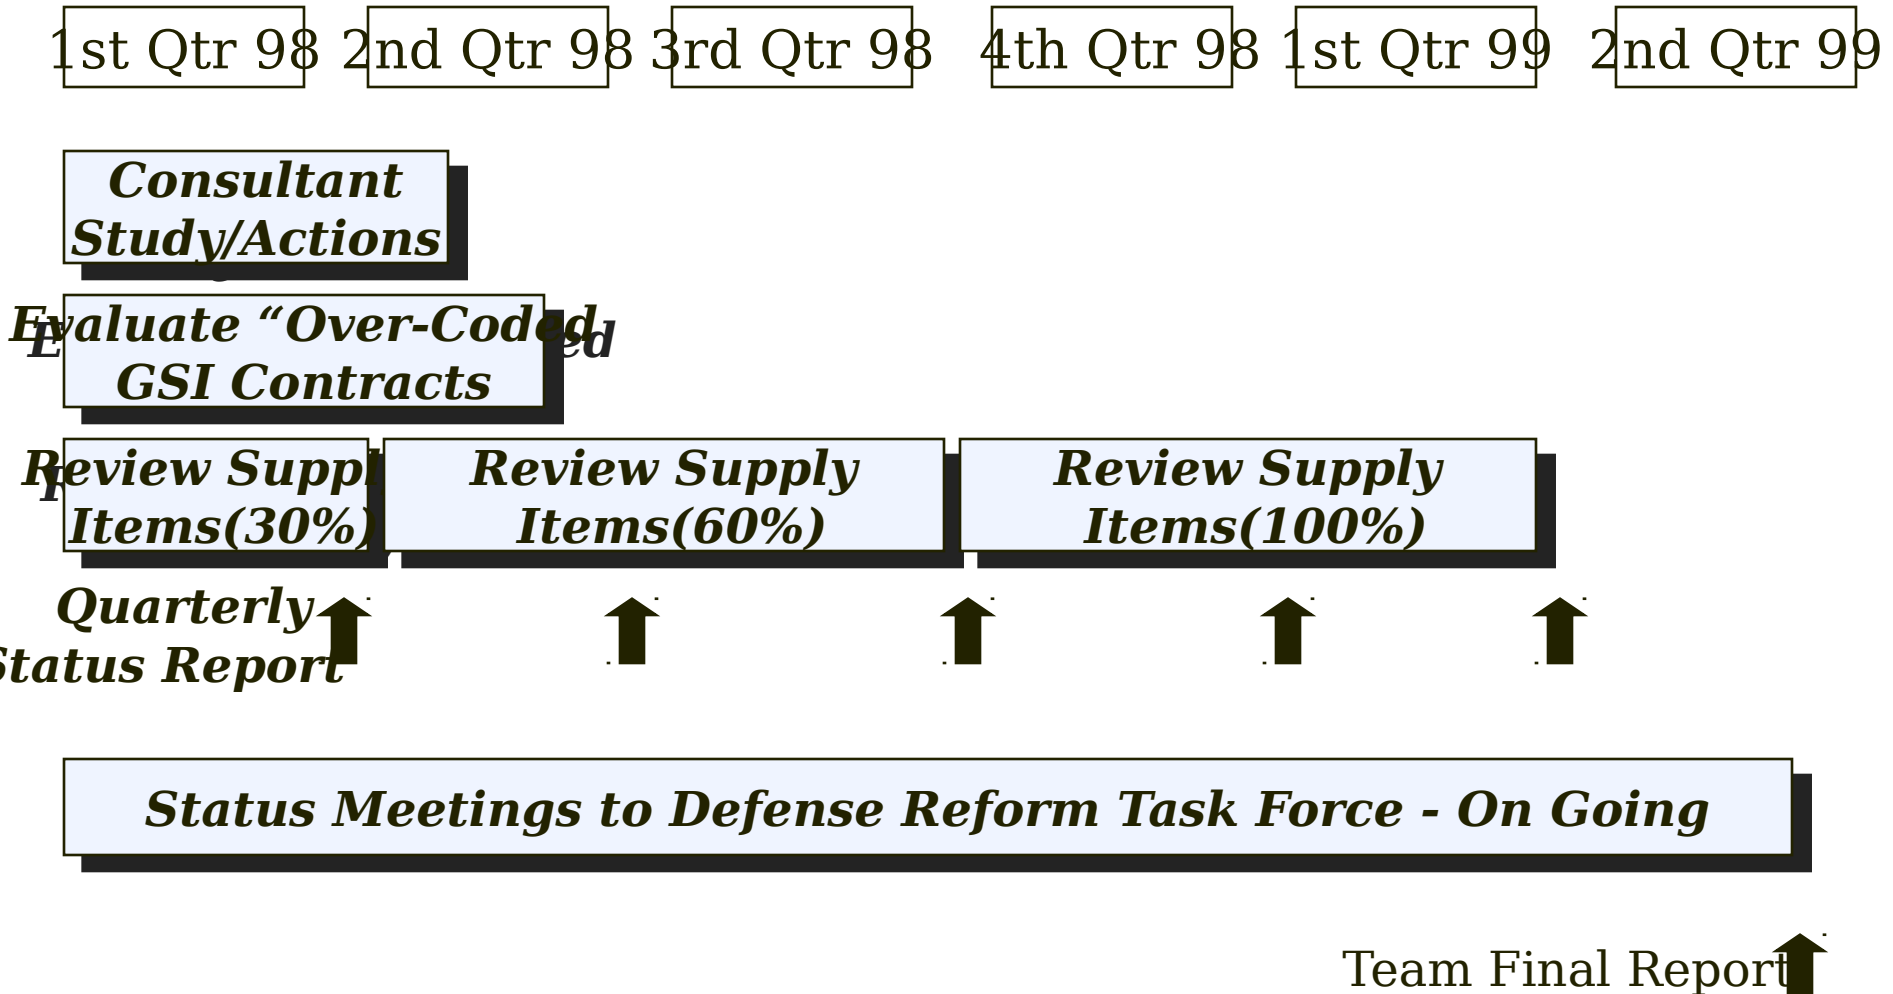 1st Qtr 98 2nd Qtr 98 3rd Qtr 98 4th Qtr 98 1st Qtr 99 2nd Qtr 99
Consultant
Study/Actions
Evaluate “Over-Coded
GSI Contracts
Review Suppl
Items(30%)
Review Supply
Items(60%)
Review Supply
Items(100%)
Quarterly
Status Report
Status Meetings to Defense Reform Task Force - On Going
Team Final Report